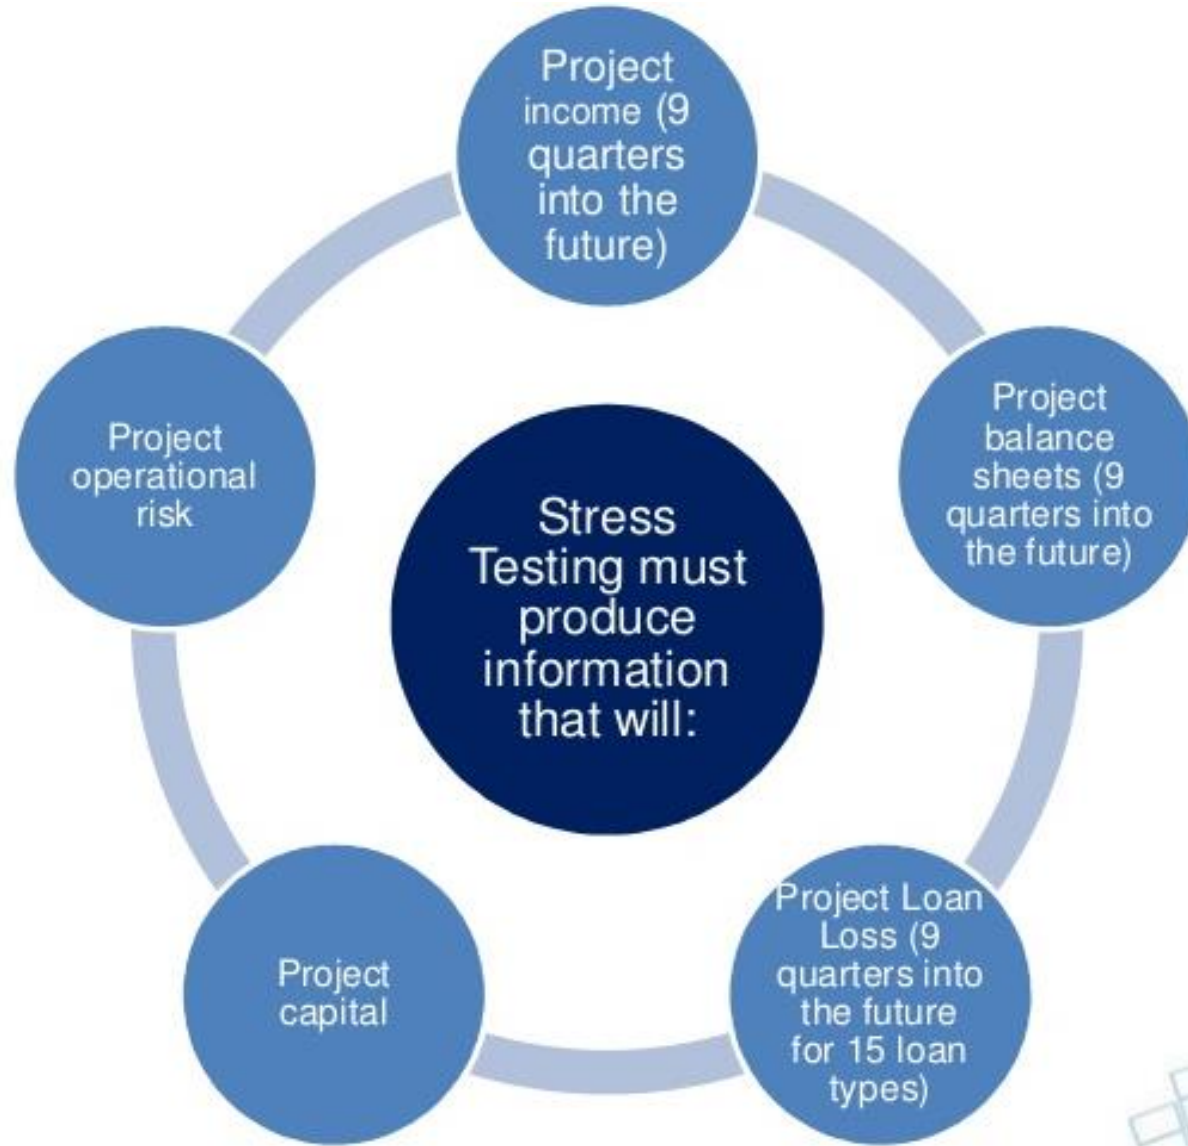 Project
income (9
quarters
into the
future)
Project
balance
sheets (9
quarters into
the future)
Project Loan
Loss (9
quarters into
the future
for 15 loan
types)
Project
capital
Project
operational
risk
Stress
Testing must
produce
information
that will: